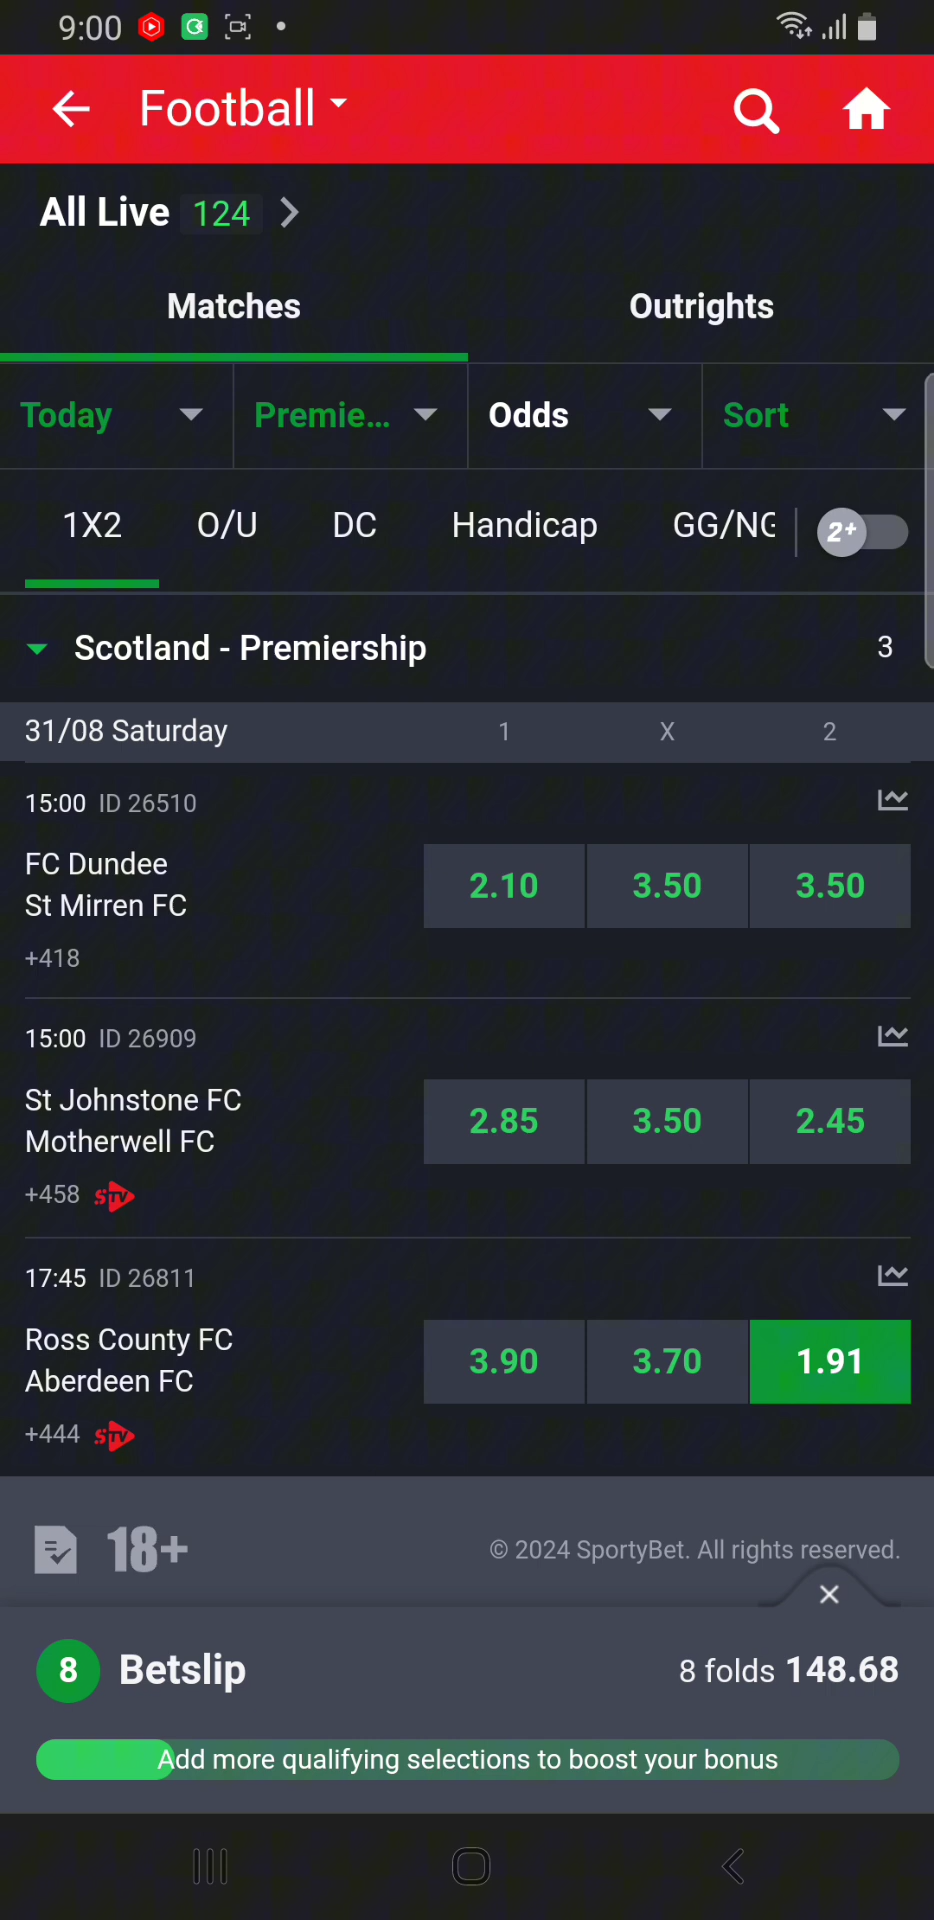 9:00
Football
All Live 124
Matches Outrights
Today Premie... Odds Sort
1X2 O/U DC Handicap GG/NG 2+
Scotland - Premiership 3
31/08 Saturday 1 X 2
15:00 ID 26510
FC Dundee
St Mirren FC
2.10 3.50 3.50
+418
15:00 ID 26909
St Johnstone FC
Motherwell FC
2.85 3.50 2.45
+458 STV
17:45 ID 26811
Ross County FC
Aberdeen FC
3.90 3.70 1.91
+444 STV
18+ © 2024 SportyBet. All rights reserved.
8 Betslip 8 folds 148.68
Add more qualifying selections to boost your bonus